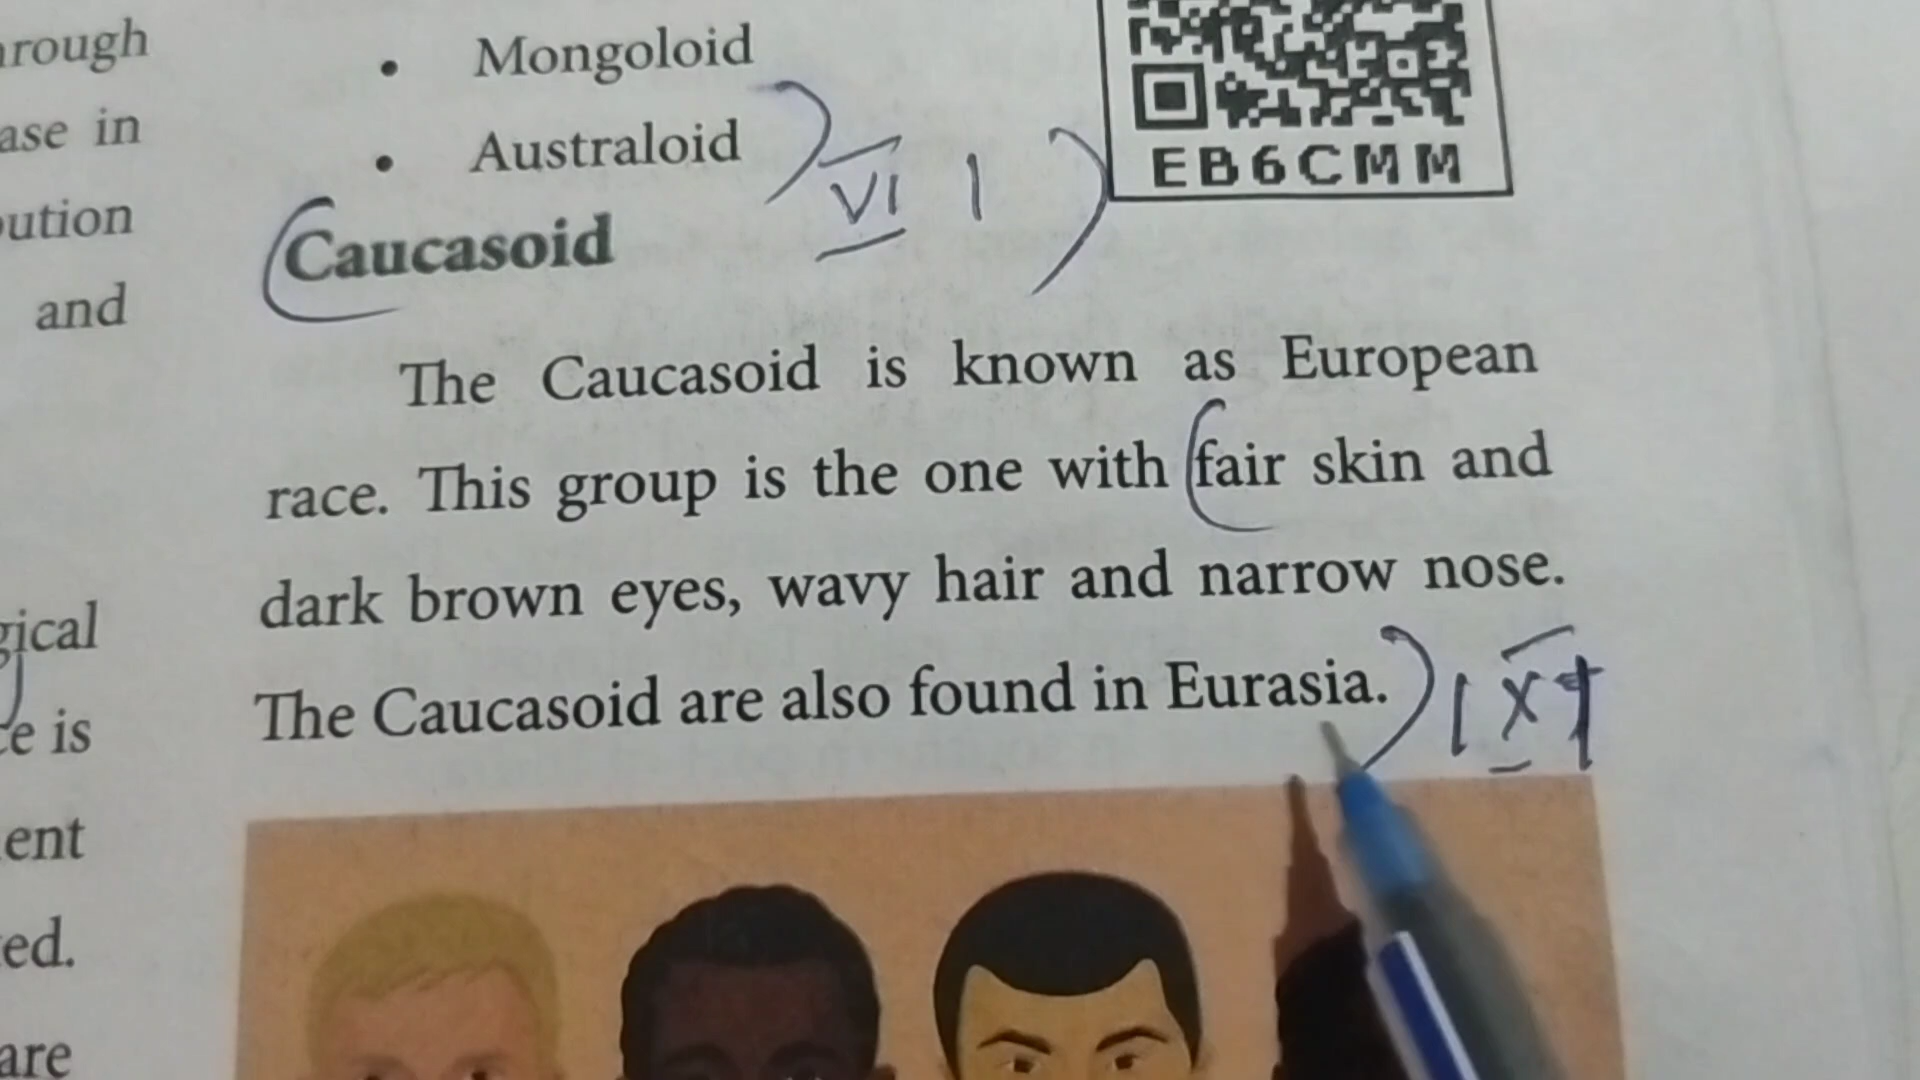 rough
ase in
ution
and
gical
e is
ent
ed.
are
• Mongoloid
• Australoid
VI 1
EB6CMM
Caucasoid
The Caucasoid is known as European
race. This group is the one with fair skin and
dark brown eyes, wavy hair and narrow nose.
The Caucasoid are also found in Eurasia.